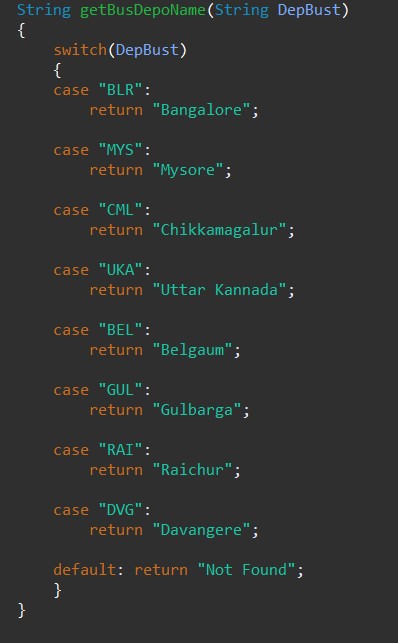 String getBusDepoName(String DepBust)
{
    switch(DepBust)
    {
    case "BLR":
        return "Bangalore";
    case "MYS":
        return "Mysore";
    case "CML":
        return "Chikkamagalur";
    case "UKA":
        return "Uttar Kannada";
    case "BEL":
        return "Belgaum";
    case "GUL":
        return "Gulbarga";
    case "RAI":
        return "Raichur";
    case "DVG":
        return "Davangere";
    default: return "Not Found";
    }
}